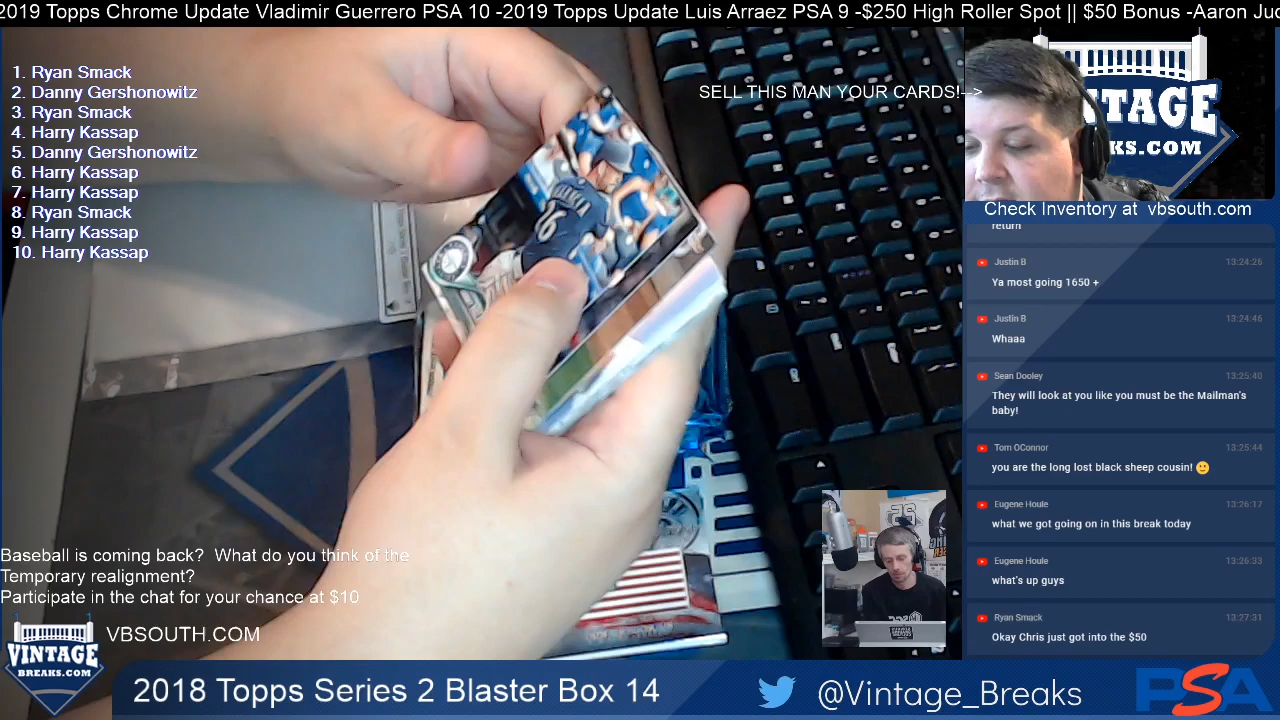 2019 Topps Chrome Update Vladimir Guerrero PSA 10 -2019 Topps Update Luis Arraez PSA 9 -$250 High Roller Spot || $50 Bonus -Aaron Juc
1. Ryan Smack
2. Danny Gershonowitz
3. Ryan Smack
4. Harry Kassap
5. Danny Gershonowitz
6. Harry Kassap
7. Harry Kassap
8. Ryan Smack
9. Harry Kassap
10. Harry Kassap
SELL THIS MAN YOUR CARDS!-->
Check Inventory at vbsouth.com
return
Justin B 13:24:26
Ya most going 1650 +
Justin B 13:24:46
Whaaa
Sean Dooley 13:25:40
They will look at you like you must be the Mailman's
baby!
Tom OConnor 13:25:44
you are the long lost black sheep cousin! 🙂
Eugene Houle 13:26:17
what we got going on in this break today
Eugene Houle 13:26:33
what's up guys
Ryan Smack 13:27:31
Okay Chris just got into the $50
Baseball is coming back? What do you think of the
Temporary realignment?
Participate in the chat for your chance at $10
VINTAGE
BREAKS.COM
VBSOUTH.COM
2018 Topps Series 2 Blaster Box 14
@Vintage_Breaks
PSA